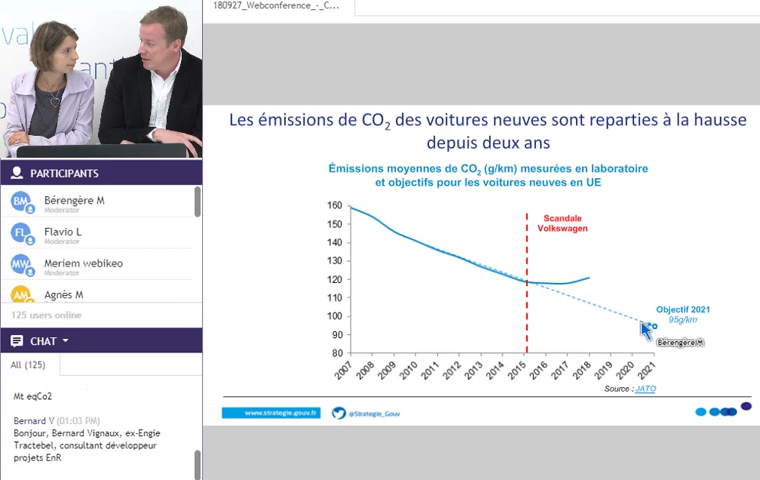 180927_Webconference_-_C...
PARTICIPANTS
BM
Bérengère M
Moderator
FL
Flavio L
Moderator
MW
Meriem webikeo
Moderator
AM
Agnès M
Moderator
125 users online
CHAT
All (125)
Mt eqCo2
Bernard V (01:03 PM)
Bonjour, Bernard Vignaux, ex-Engie
Tractebel, consultant développeur
projets EnR
Les émissions de CO2 des voitures neuves sont reparties à la hausse
depuis deux ans
Émissions moyennes de CO2 (g/km) mesurées en laboratoire
et objectifs pour les voitures neuves en UE
160
150
140
130
120
110
100
90
80
Scandale
Volkswagen
Objectif 2021
95g/km
Bérengère M
2007 2008 2009 2010 2011 2012 2013 2014 2015 2016 2017 2018 2019 2020 2021
Source : JATO
www.strategie.gouv.fr
@Strategie_Gouv